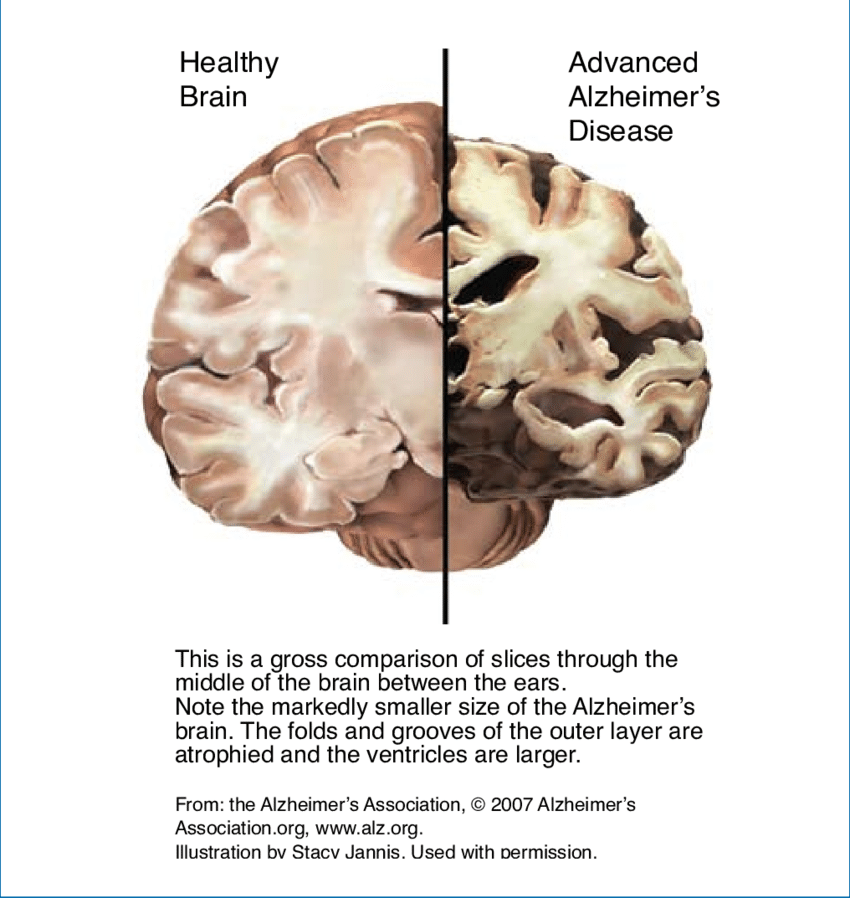 Healthy
Brain
Advanced
Alzheimer’s
Disease
This is a gross comparison of slices through the
middle of the brain between the ears.
Note the markedly smaller size of the Alzheimer’s
brain. The folds and grooves of the outer layer are
atrophied and the ventricles are larger.
From: the Alzheimer’s Association, © 2007 Alzheimer’s
Association.org, www.alz.org.
Illustration by Stacy Jannis. Used with permission.